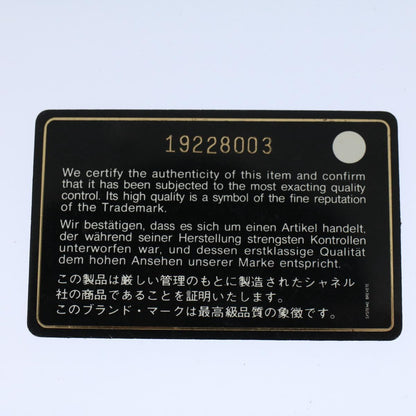 19228003
We certify the authenticity of this item and confirm
that it has been subjected to the most exacting quality
control. Its high quality is a symbol of the fine reputation
of the Trademark.
Wir bestätigen, dass es sich um einen Artikel handelt,
der während seiner Herstellung strengsten Kontrollen
unterworfen war, und dessen erstklassige Qualität
dem hohen Ansehen unserer Marke entspricht.
この製品は厳しい管理のもとに製造されたシャネル
社の商品であることを証明いたします。
このブランド・マークは最高級品質の象徴です。
SYSTEME BREVETE